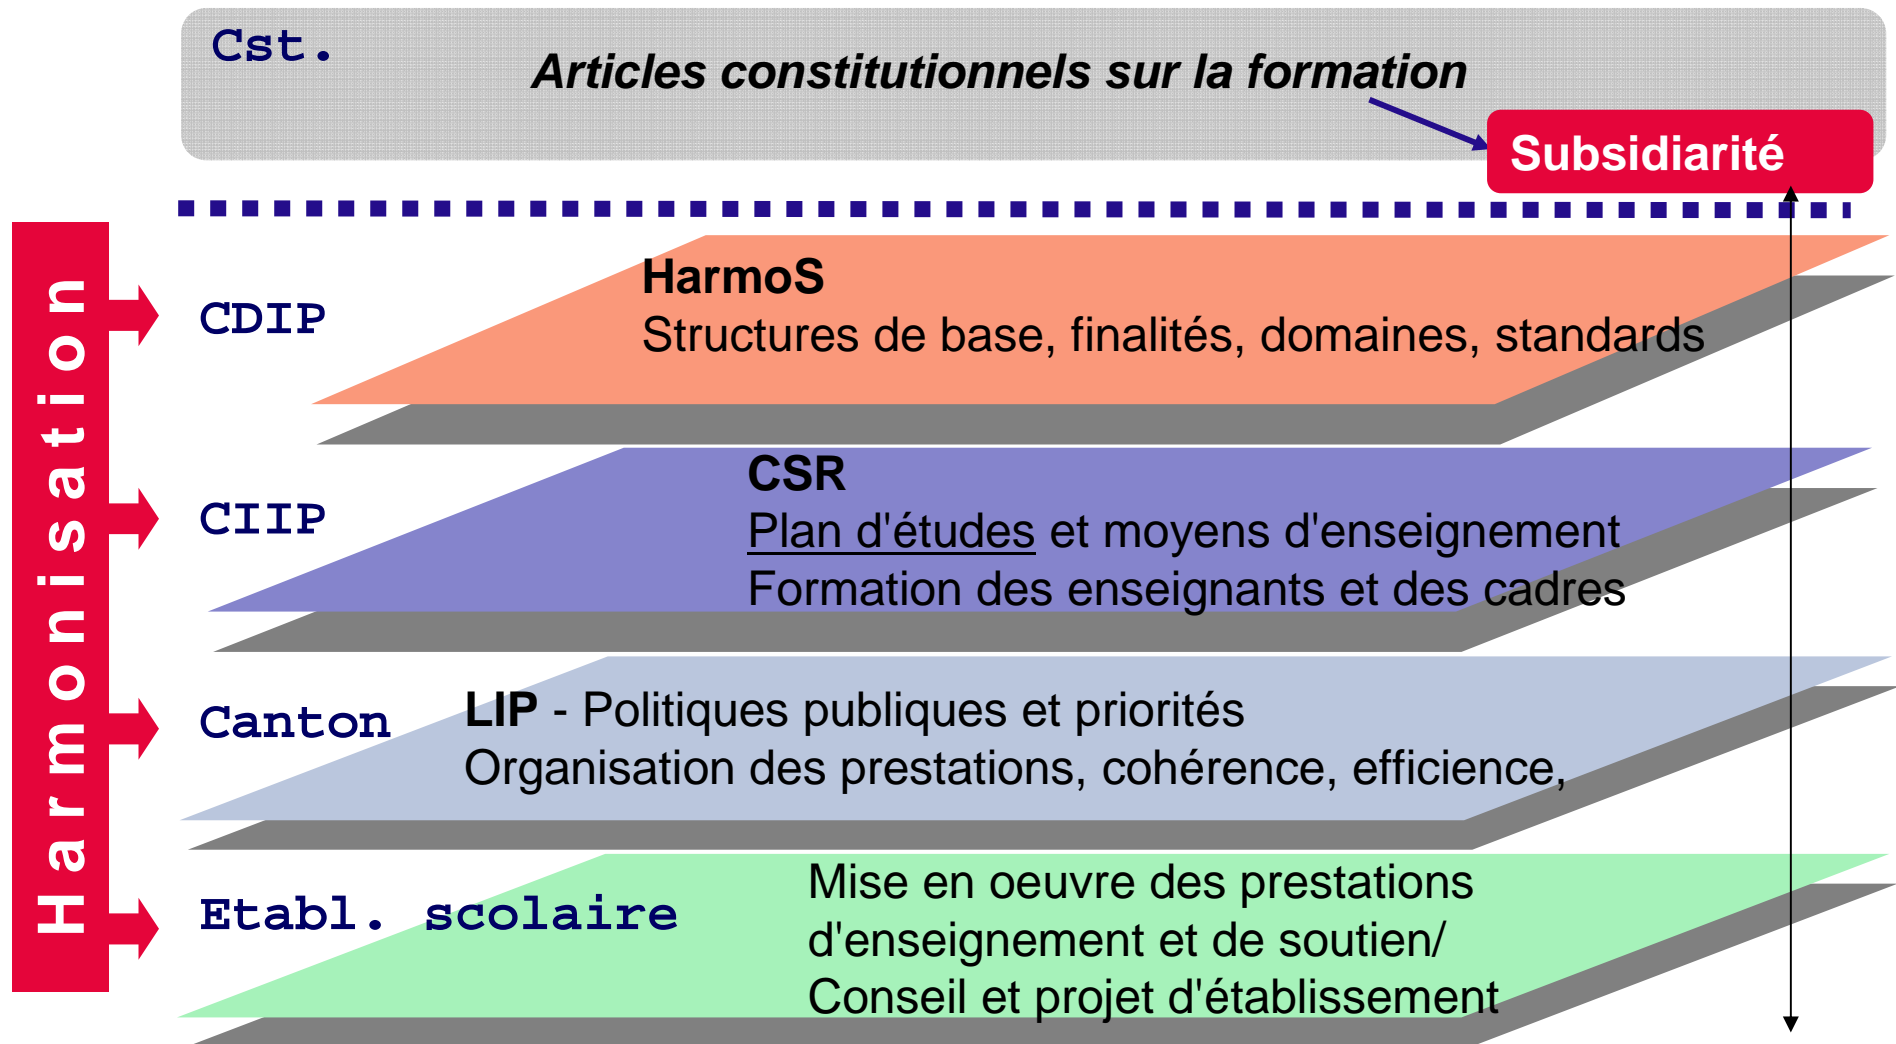 Cst.
Articles constitutionnels sur la formation
Subsidiarité
Harmonisation
CDIP
HarmoS
Structures de base, finalités, domaines, standards
CIIP
CSR
Plan d'études et moyens d'enseignement
Formation des enseignants et des cadres
Canton
LIP - Politiques publiques et priorités
Organisation des prestations, cohérence, efficience,
Etabl. scolaire
Mise en oeuvre des prestations
d'enseignement et de soutien/
Conseil et projet d'établissement